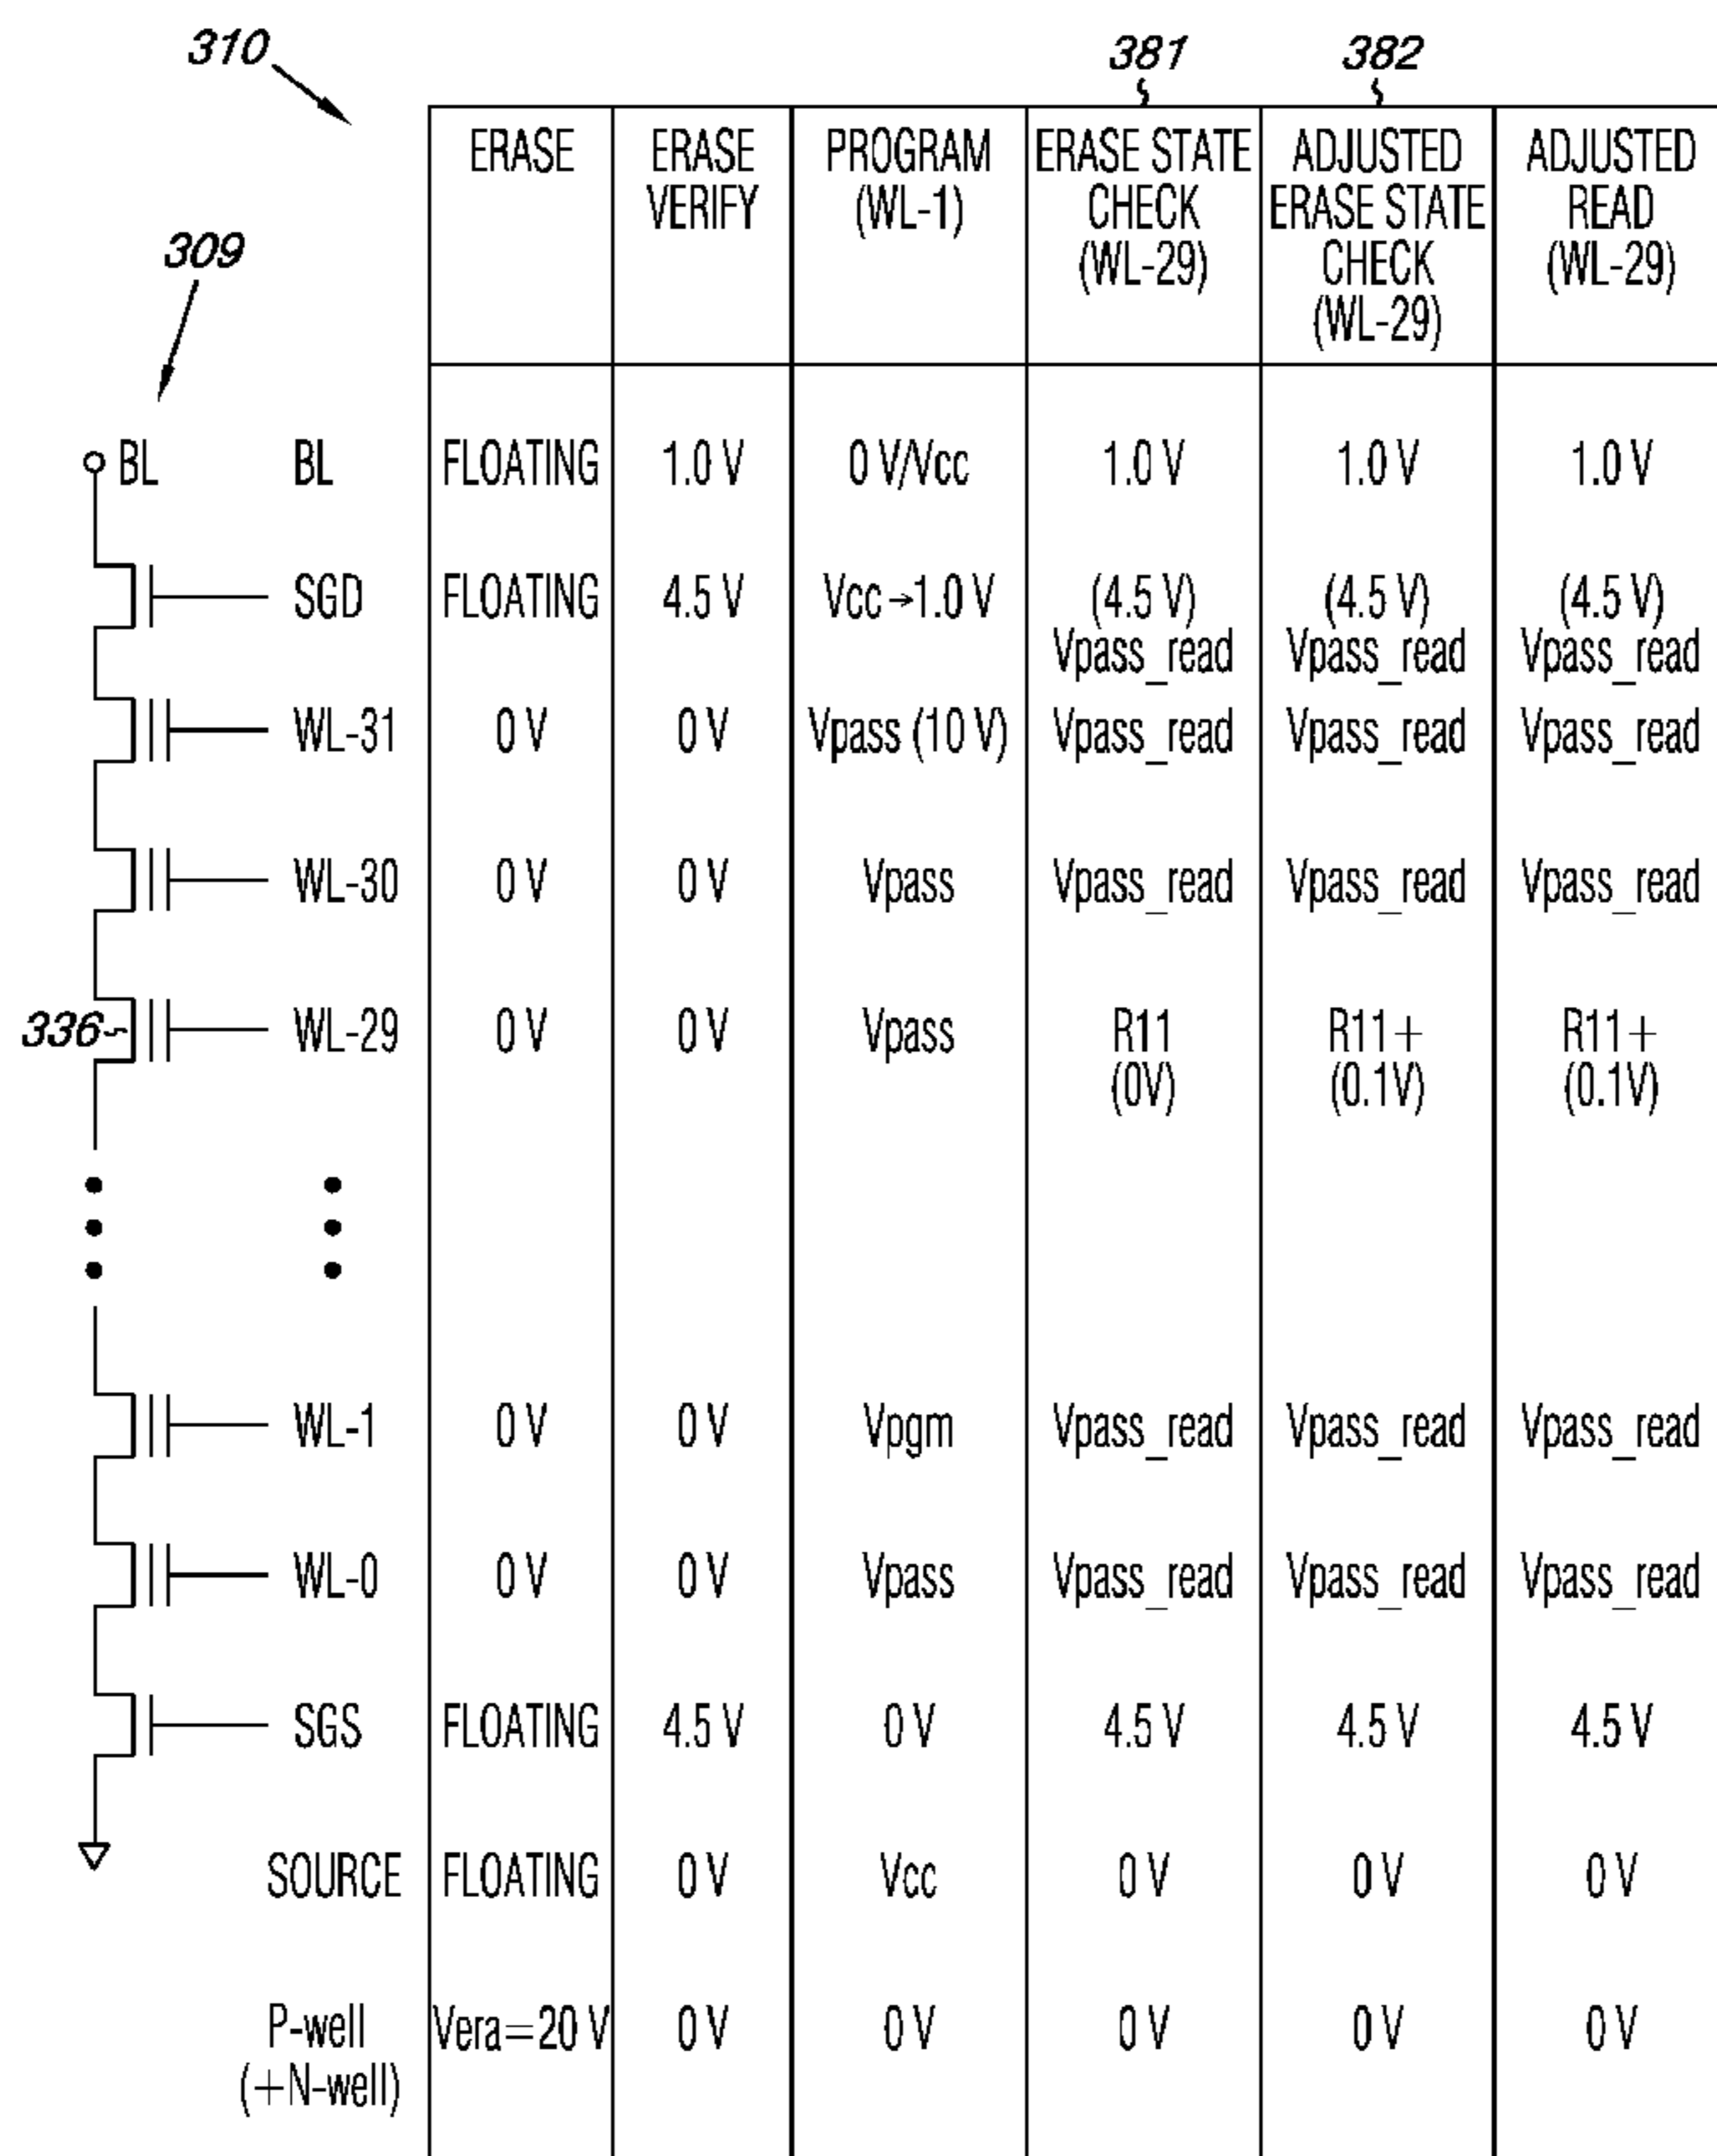 310
381 382
ERASE ERASE VERIFY PROGRAM (WL-1) ERASE STATE CHECK (WL-29) ADJUSTED ERASE STATE CHECK (WL-29) ADJUSTED READ (WL-29)
309
BL BL FLOATING 1.0 V 0 V/Vcc 1.0 V 1.0 V 1.0 V
SGD FLOATING 4.5 V Vcc→1.0 V (4.5 V) (4.5 V) (4.5 V)
Vpass_read Vpass_read Vpass_read
WL-31 0 V 0 V Vpass (10 V) Vpass_read Vpass_read Vpass_read
WL-30 0 V 0 V Vpass Vpass_read Vpass_read Vpass_read
336 WL-29 0 V 0 V Vpass R11 R11+ R11+
(0V) (0.1V) (0.1V)
WL-1 0 V 0 V Vpgm Vpass_read Vpass_read Vpass_read
WL-0 0 V 0 V Vpass Vpass_read Vpass_read Vpass_read
SGS FLOATING 4.5 V 0 V 4.5 V 4.5 V 4.5 V
SOURCE FLOATING 0 V Vcc 0 V 0 V 0 V
P-well Vera=20 V 0 V 0 V 0 V 0 V 0 V
(+N-well)